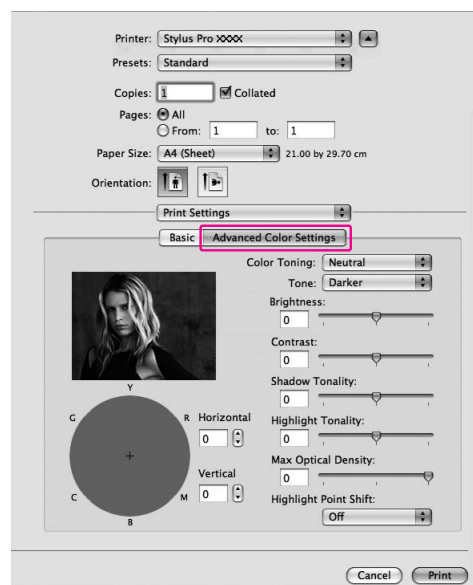 Printer: Stylus Pro XXXX
Presets: Standard
Copies: 1 Collated
Pages: All
From: 1 to: 1
Paper Size: A4 (Sheet) 21.00 by 29.70 cm
Orientation:
Print Settings
Basic Advanced Color Settings
Color Toning: Neutral
Tone: Darker
Brightness:
0
Contrast:
0
Shadow Tonality:
0
Highlight Tonality:
0
Max Optical Density:
0
Highlight Point Shift:
Off
Y
G R
C M
B
Horizontal
0
Vertical
0
Cancel Print